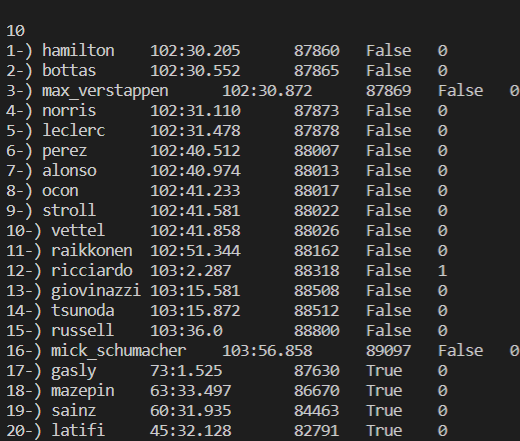 10
1-) hamilton 102:30.205 87860 False 0
2-) bottas 102:30.552 87865 False 0
3-) max_verstappen 102:30.872 87869 False 0
4-) norris 102:31.110 87873 False 0
5-) leclerc 102:31.478 87878 False 0
6-) perez 102:40.512 88007 False 0
7-) alonso 102:40.974 88013 False 0
8-) ocon 102:41.233 88017 False 0
9-) stroll 102:41.581 88022 False 0
10-) vettel 102:41.858 88026 False 0
11-) raikkonen 102:51.344 88162 False 0
12-) ricciardo 103:2.287 88318 False 1
13-) giovinazzi 103:15.581 88508 False 0
14-) tsunoda 103:15.872 88512 False 0
15-) russell 103:36.0 88800 False 0
16-) mick_schumacher 103:56.858 89097 False 0
17-) gasly 73:1.525 87630 True 0
18-) mazepin 63:33.497 86670 True 0
19-) sainz 60:31.935 84463 True 0
20-) latifi 45:32.128 82791 True 0